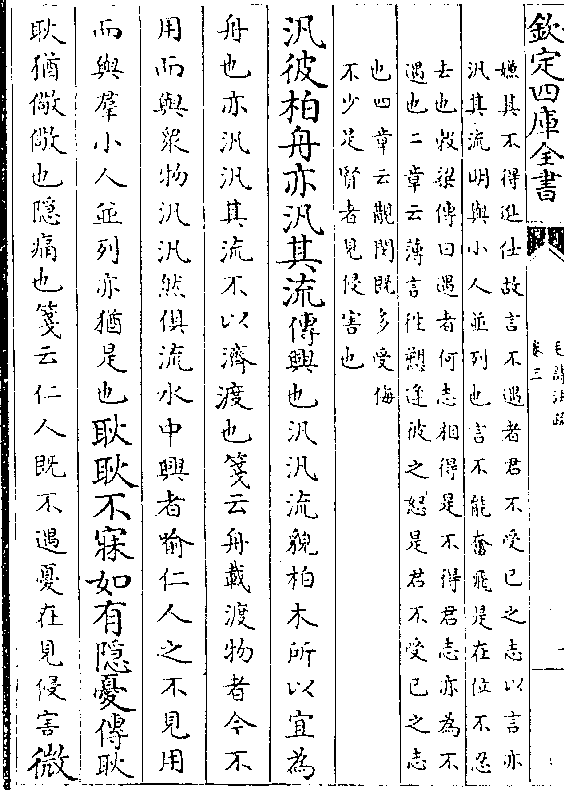 欽定四庫全書
毛詩注疏
卷三
嫌其不得進仕故言不遇者君不受已之志以言亦
汎其流明與小人並列也言不能奮飛是在位不忍
去也穀梁傳曰遇者何志相得是不得君志亦為不
遇也二章云薄言徃愬逢彼之怒是君不受已之志
也四章云覯閔既多受侮
不少是賢者見侵害也
汎彼柏舟亦汎其流傳興也汎汎流貌柏木所以宜為
舟也亦汎汎其流不以濟渡也箋云舟載渡物者今不
用而與衆物汎汎然俱流水中興者喻仁人之不見用
而與羣小人並列亦猶是也耿耿不寐如有隱憂傳耿
耿猶儆儆也隱痛也箋云仁人既不遇憂在見侵害微